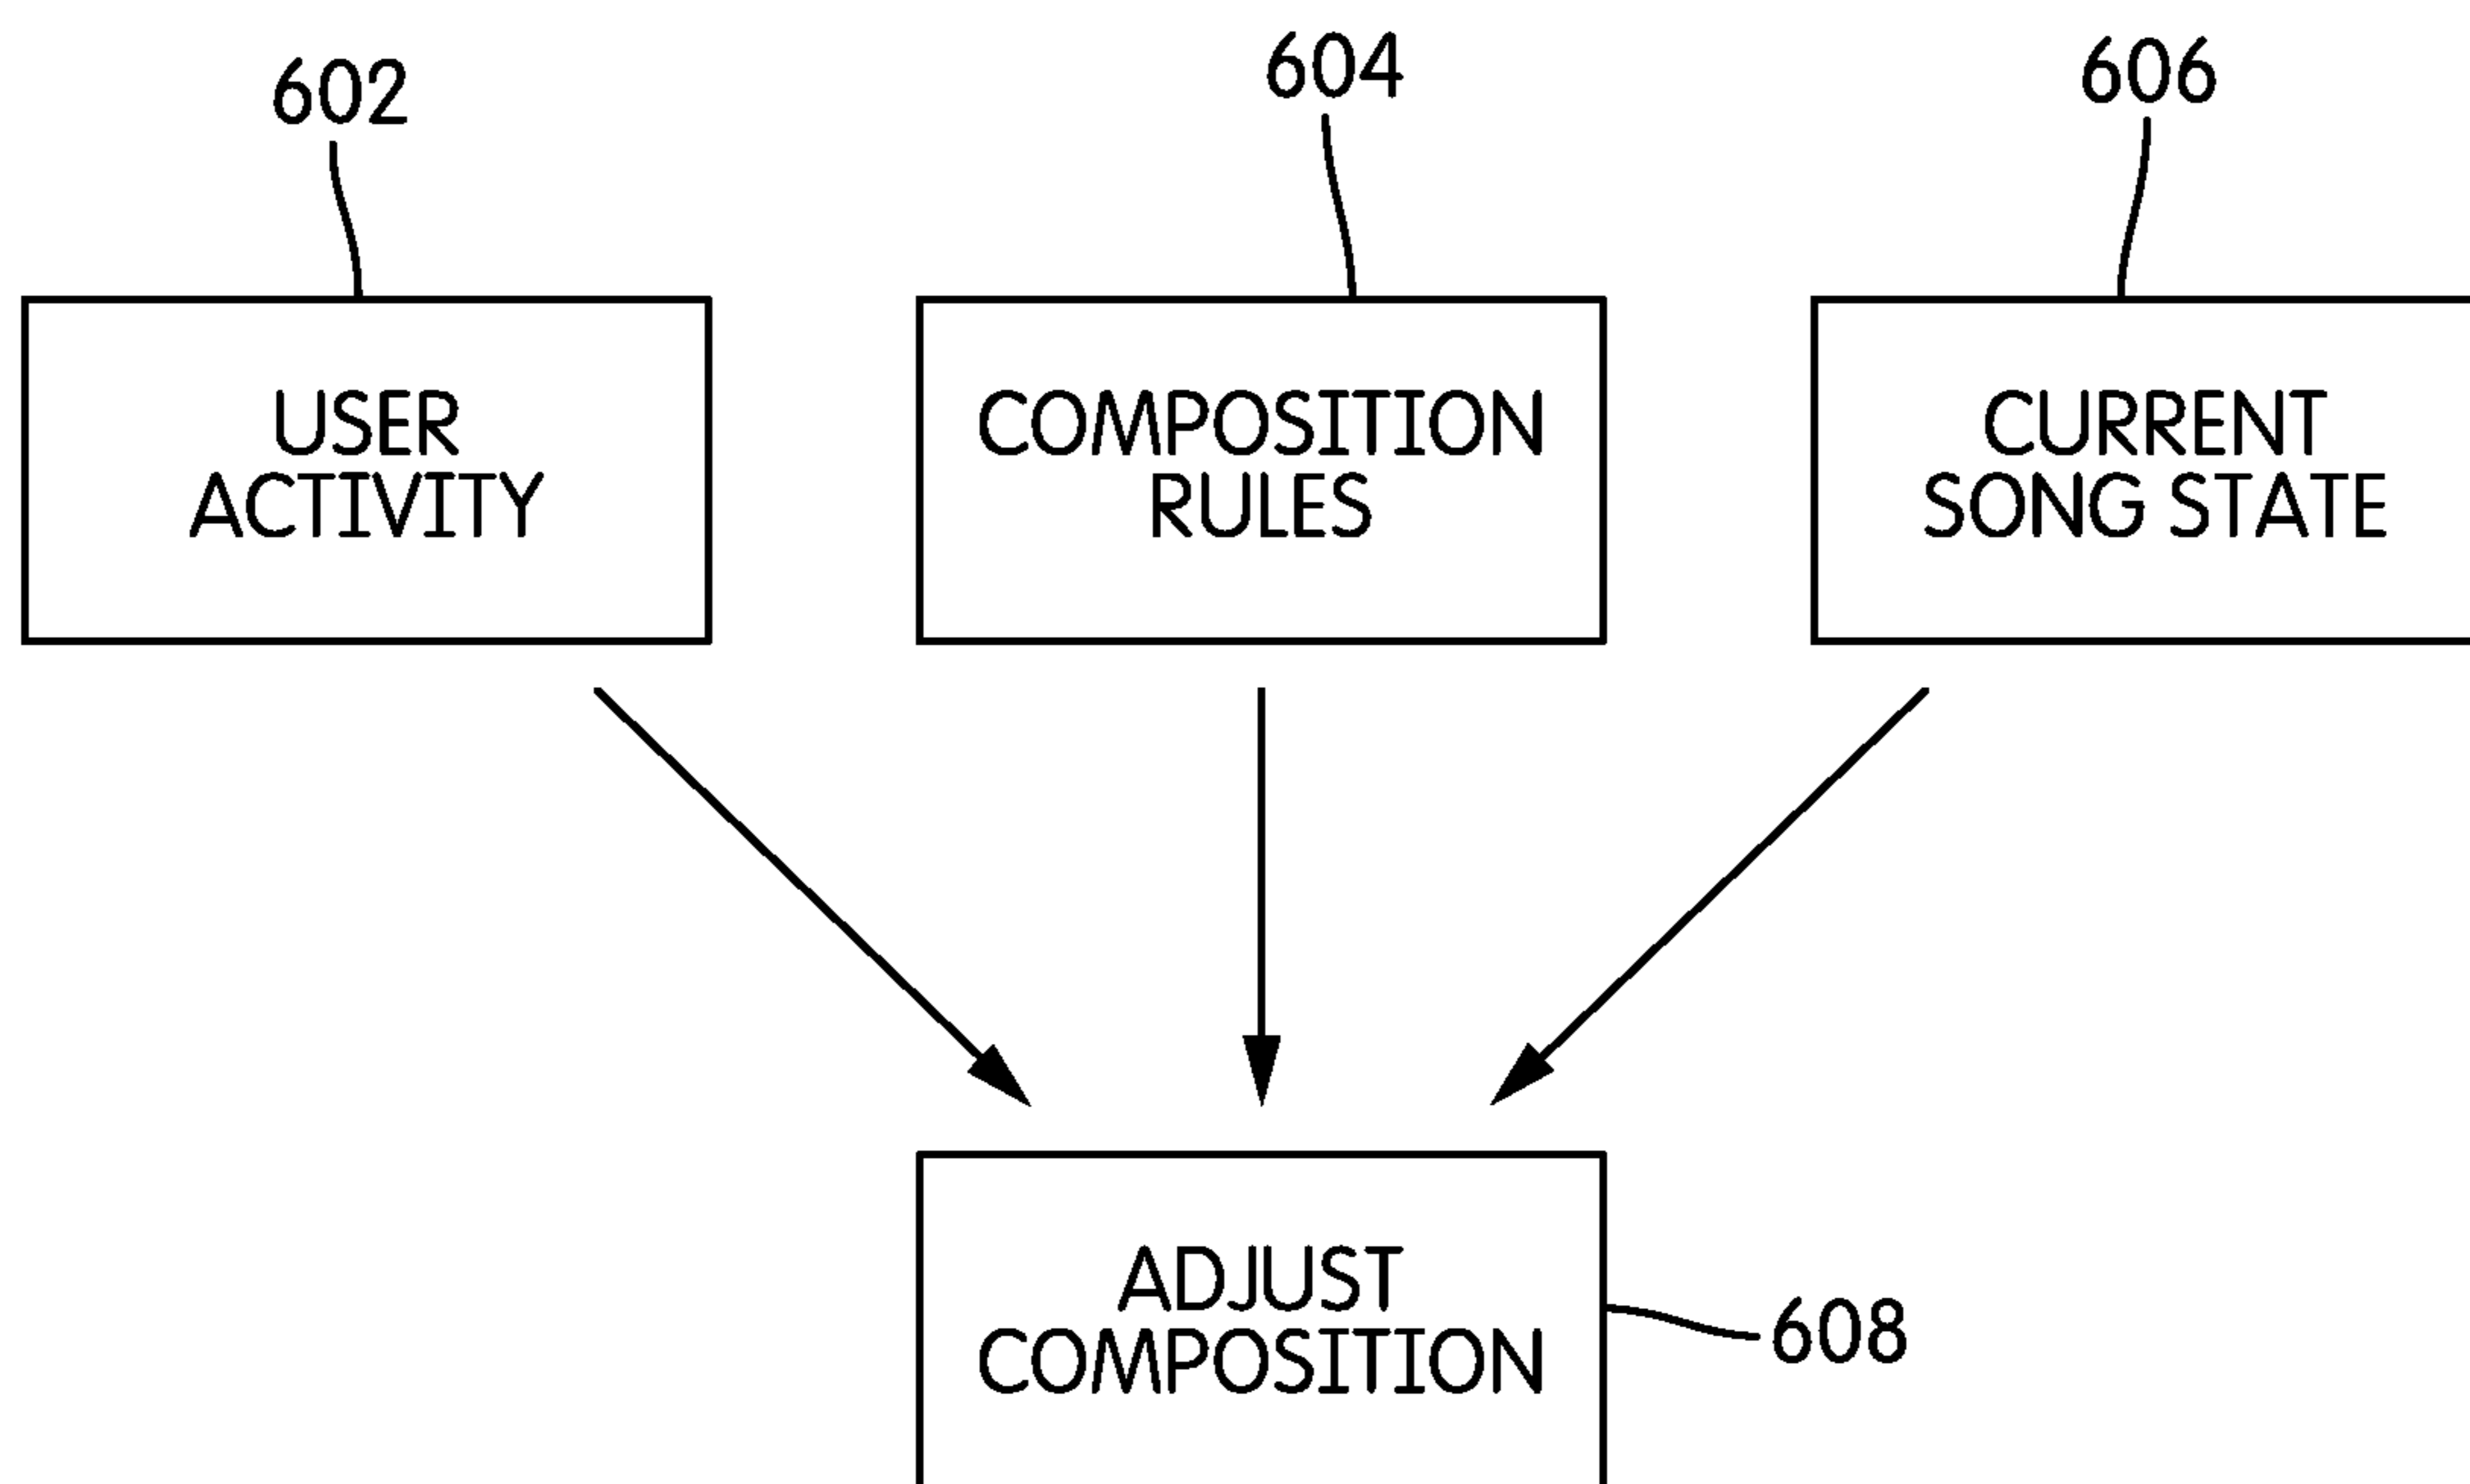 602
604
606
USER
ACTIVITY
COMPOSITION
RULES
CURRENT
SONG STATE
ADJUST
COMPOSITION
608